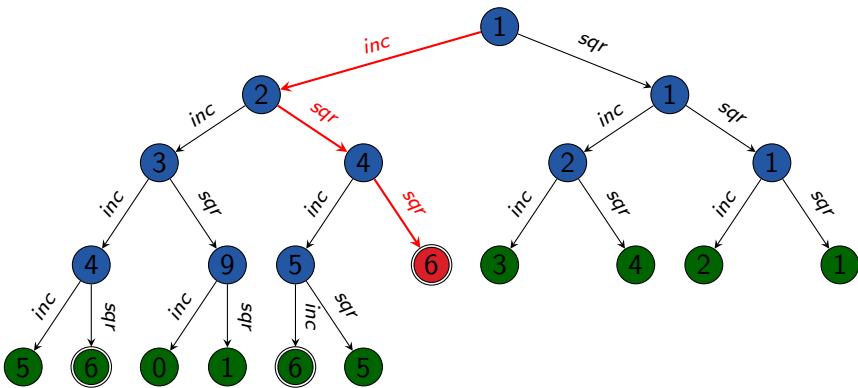 1
inc sqr
2 1
inc sqr inc sqr
3 4 2 1
inc sqr inc sqr inc sqr inc sqr
4 9 5 6 3 4 2 1
inc sqr inc sqr inc sqr
5 6 0 1 6 5